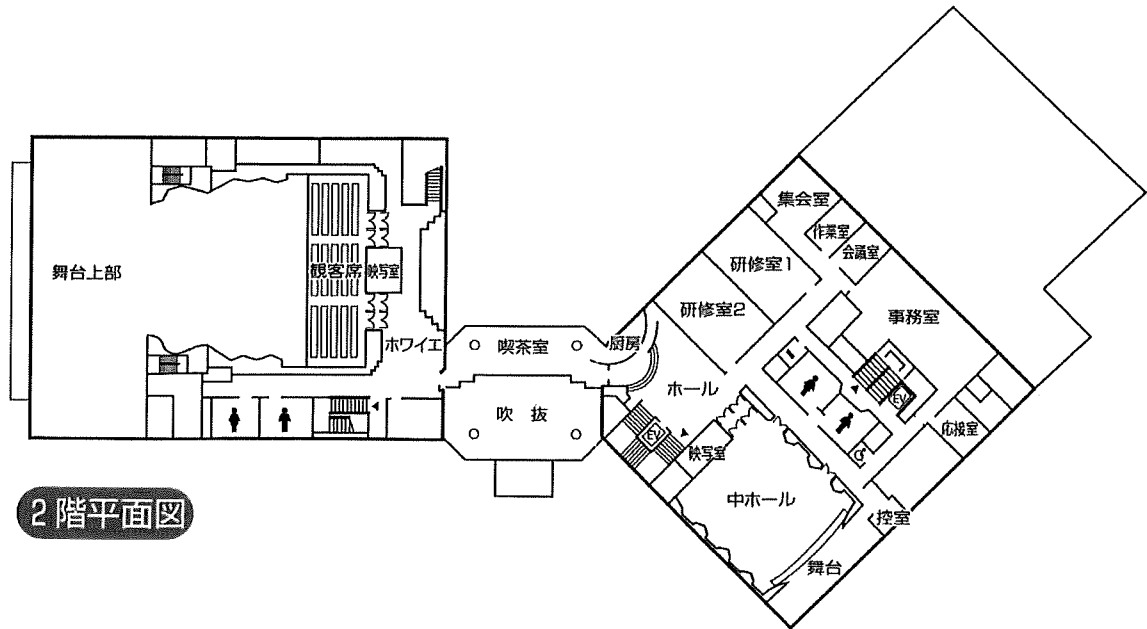 集会室
作業室
会議室
研修室1
研修室2
事務室
舞台上部
観客席
映写室
ホワイエ
喫茶室
厨房
ホール
吹 抜
EV
EV
映写室
応接室
中ホール
控室
舞台
2階平面図